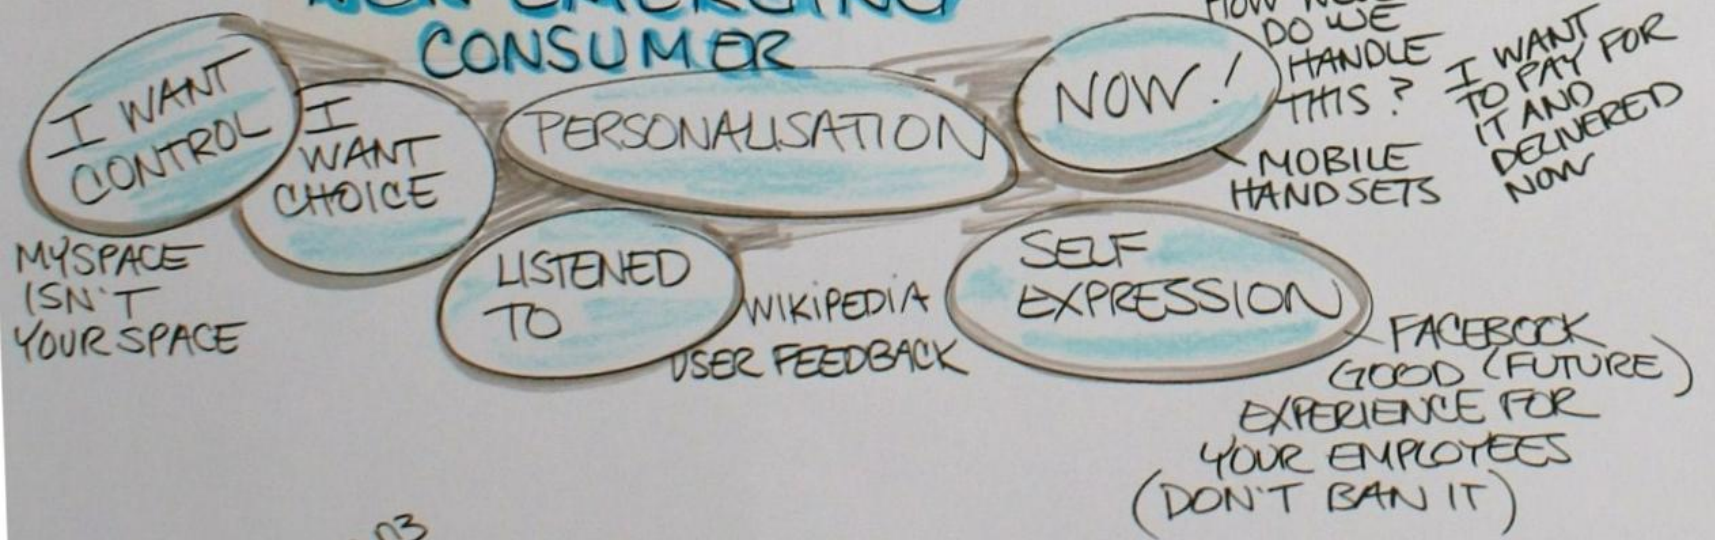 EMERGING
CONSUMER
I WANT
CONTROL
I
WANT
CHOICE
PERSONALISATION
NOW!
HOW
DO WE
HANDLE
THIS?
I WANT
TO PAY FOR
IT AND
DELIVERED
NOW
MOBILE
HANDSETS
MYSPACE
ISN'T
YOUR SPACE
LISTENED
TO
WIKIPEDIA
USER FEEDBACK
SELF
EXPRESSION
FACEBOOK
GOOD (FUTURE)
EXPERIENCE FOR
YOUR EMPLOYEES
(DON'T BAN IT)